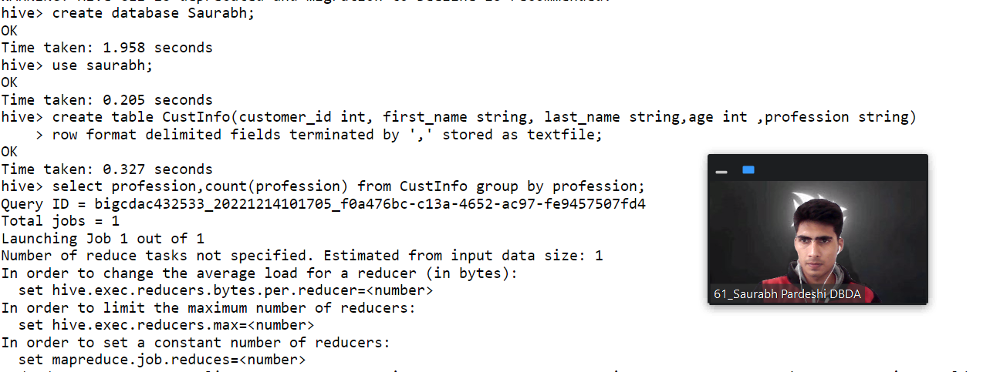 hive> create database Saurabh;
OK
Time taken: 1.958 seconds
hive> use saurabh;
OK
Time taken: 0.205 seconds
hive> create table CustInfo(customer_id int, first_name string, last_name string,age int ,profession string)
    > row format delimited fields terminated by ',' stored as textfile;
OK
Time taken: 0.327 seconds
hive> select profession,count(profession) from CustInfo group by profession;
Query ID = bigcdac432533_20221214101705_f0a476bc-c13a-4652-ac97-fe9457507fd4
Total jobs = 1
Launching Job 1 out of 1
Number of reduce tasks not specified. Estimated from input data size: 1
In order to change the average load for a reducer (in bytes):
  set hive.exec.reducers.bytes.per.reducer=<number>
In order to limit the maximum number of reducers:
  set hive.exec.reducers.max=<number>
In order to set a constant number of reducers:
  set mapreduce.job.reduces=<number>
61_Saurabh Pardeshi DBDA